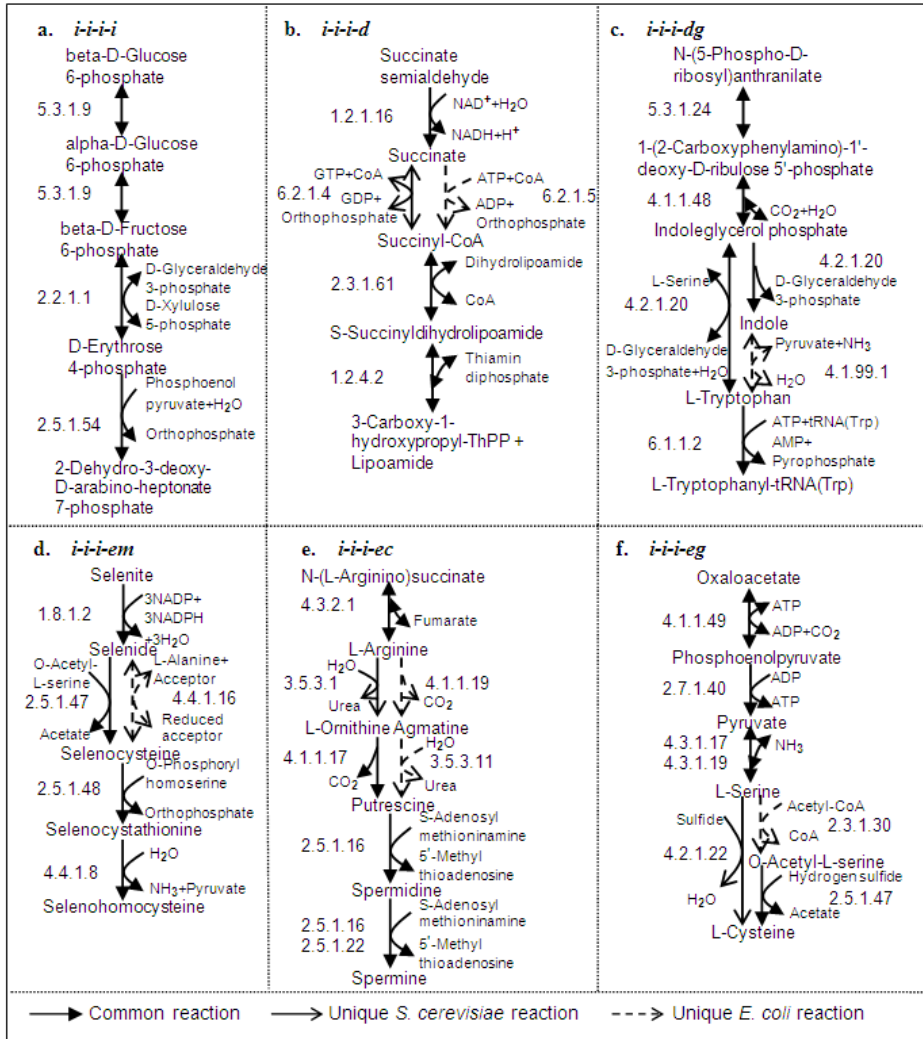 a. i-i-i-i
beta-D-Glucose
6-phosphate
5.3.1.9
alpha-D-Glucose
6-phosphate
5.3.1.9
beta-D-Fructose
6-phosphate
2.2.1.1
D-Glyceraldehyde
3-phosphate
D-Xylulose
5-phosphate
D-Erythrose
4-phosphate
2.5.1.54
Phosphoenol
pyruvate+H2O
Orthophosphate
2-Dehydro-3-deoxy-
D-arabino-heptonate
7-phosphate
b. i-i-i-d
Succinate
semialdehyde
1.2.1.16
NAD++H2O
NADH+H+
Succinate
GTP+CoA
6.2.1.4
GDP+
Orthophosphate
ATP+CoA
ADP+
Orthophosphate
6.2.1.5
Succinyl-CoA
2.3.1.61
Dihydrolipoamide
CoA
S-Succinyldihydrolipoamide
1.2.4.2
Thiamin
diphosphate
3-Carboxy-1-
hydroxypropyl-ThPP +
Lipoamide
c. i-i-i-dg
N-(5-Phospho-D-
ribosyl)anthranilate
5.3.1.24
1-(2-Carboxyphenylamino)-1'-
deoxy-D-ribulose 5'-phosphate
4.1.1.48
CO2+H2O
Indoleglycerol phosphate
L-Serine
4.2.1.20
D-Glyceraldehyde
3-phosphate+H2O
4.2.1.20
D-Glyceraldehyde
3-phosphate
Indole
Pyruvate+NH3
H2O
4.1.99.1
L-Tryptophan
6.1.1.2
ATP+tRNA(Trp)
AMP+
Pyrophosphate
L-Tryptophanyl-tRNA(Trp)
d. i-i-i-em
Selenite
1.8.1.2
3NADP+
3NADPH
+3H2O
Selenide
O-Acetyl-
L-serine
2.5.1.47
Acetate
L-Alanine+
Acceptor
4.4.1.16
Reduced
acceptor
Selenocysteine
2.5.1.48
O-Phosphoryl
homoserine
Orthophosphate
Selenocystathionine
4.4.1.8
H2O
NH3+Pyruvate
Selenohomocysteine
e. i-i-i-ec
N-(L-Arginino)succinate
4.3.2.1
Fumarate
L-Arginine
H2O
3.5.3.1
Urea
4.1.1.19
CO2
L-Ornithine Agmatine
4.1.1.17
CO2
H2O
3.5.3.11
Urea
Putrescine
2.5.1.16
S-Adenosyl
methioninamine
5'-Methyl
thioadenosine
Spermidine
2.5.1.16
2.5.1.22
S-Adenosyl
methioninamine
5'-Methyl
thioadenosine
Spermine
f. i-i-i-eg
Oxaloacetate
4.1.1.49
ATP
ADP+CO2
Phosphoenolpyruvate
2.7.1.40
ADP
ATP
Pyruvate
4.3.1.17
4.3.1.19
NH3
L-Serine
Sulfide
4.2.1.22
H2O
Acetyl-CoA
CoA
2.3.1.30
O-Acetyl-L-serine
Hydrogen sulfide
2.5.1.47
Acetate
L-Cysteine
Common reaction
Unique S. cerevisiae reaction
Unique E. coli reaction